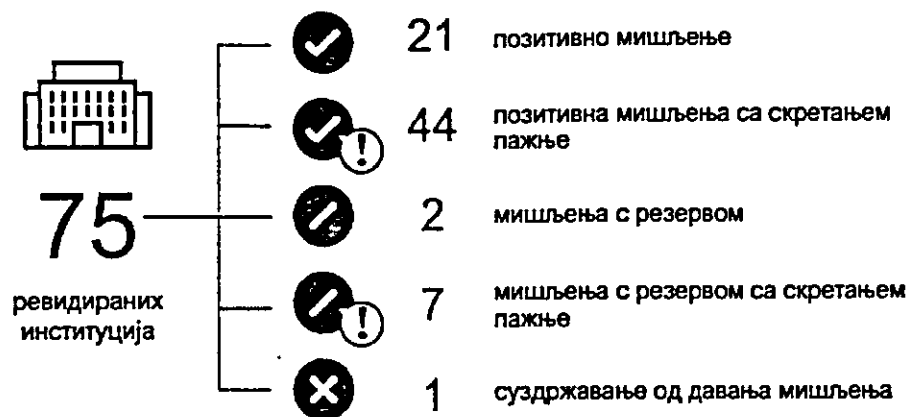 21 позитивно мишљење
44 позитивна мишљења са скретањем
пажње
75
ревидираних
институција
2 мишљења с резервом
7 мишљења с резервом са скретањем
пажње
1 суздржавање од давања мишљења